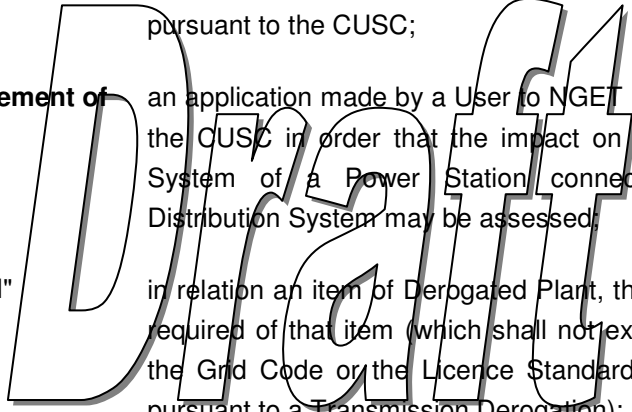 pursuant to the CUSC;
ement of an application made by a User to NGET
the CUSC in order that the impact on
System of a Power Station connec
Distribution System may be assessed;
l" in relation an item of Derogated Plant, th
required of that item (which shall not ex
the Grid Code or the Licence Standard
pursuant to a Transmission Derogation);
Draft